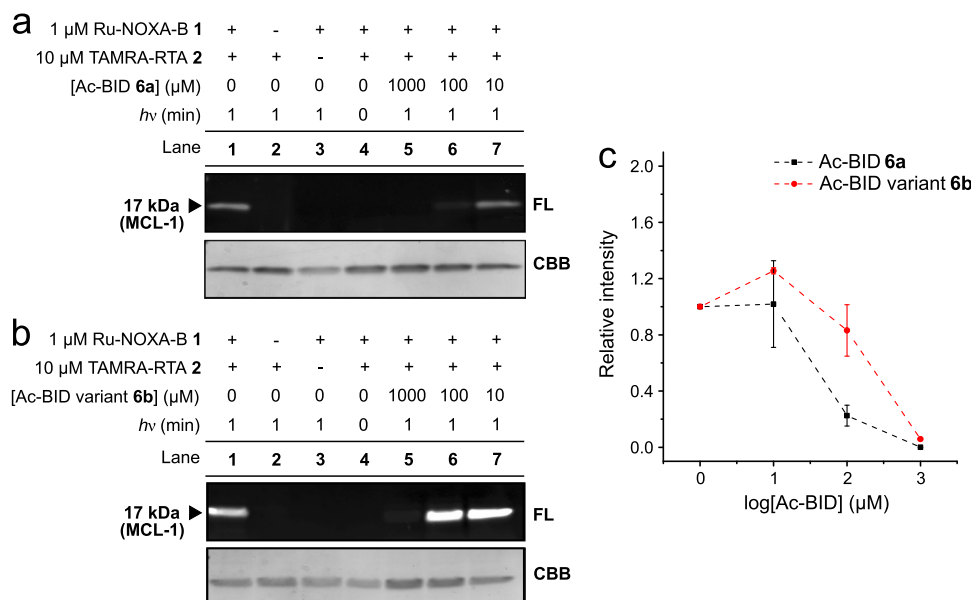 a
1 μM Ru-NOXA-B 1 + - + + + + +
10 μM TAMRA-RTA 2 + + - + + + +
[Ac-BID 6a] (μM) 0 0 0 0 1000 100 10
hν (min) 1 1 1 0 1 1 1
Lane 1 2 3 4 5 6 7
17 kDa
(MCL-1)
FL
CBB
b
1 μM Ru-NOXA-B 1 + - + + + + +
10 μM TAMRA-RTA 2 + + - + + + +
[Ac-BID variant 6b] (μM) 0 0 0 0 1000 100 10
hν (min) 1 1 1 0 1 1 1
Lane 1 2 3 4 5 6 7
17 kDa
(MCL-1)
FL
CBB
c
Ac-BID 6a
Ac-BID variant 6b
Relative intensity
2.0
1.6
1.2
0.8
0.4
0.0
0 1 2 3
log[Ac-BID] (μM)